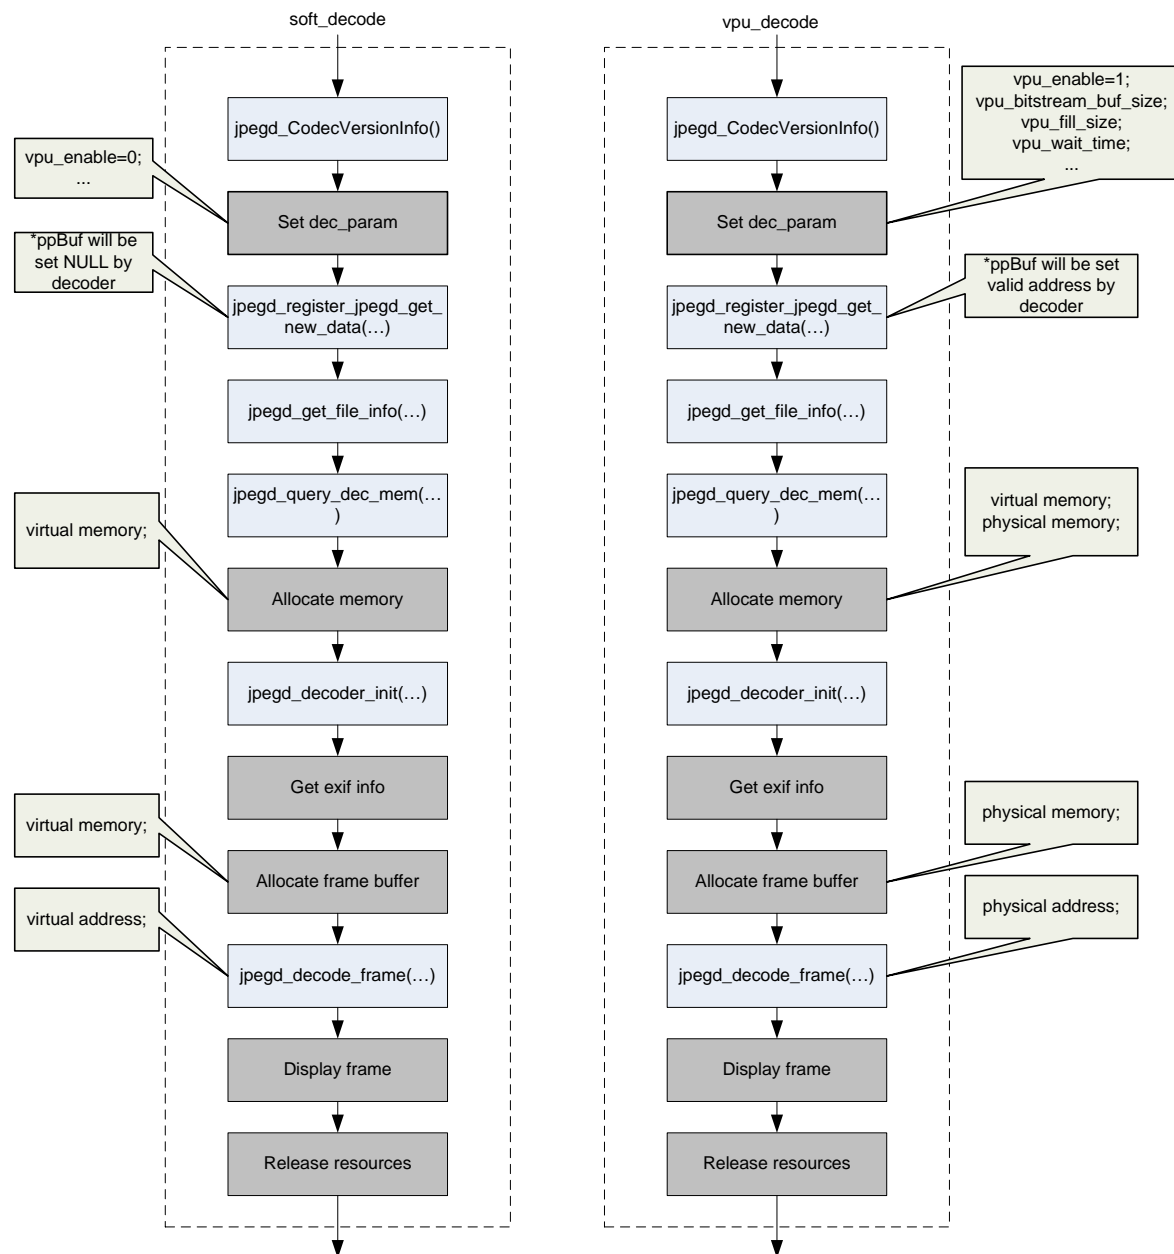 soft_decode
jpegd_CodecVersionInfo()
vpu_enable=0;
...
Set dec_param
*ppBuf will be
set NULL by
decoder
jpegd_register_jpegd_get_
new_data(…)
jpegd_get_file_info(…)
jpegd_query_dec_mem(…
)
virtual memory;
Allocate memory
jpegd_decoder_init(…)
Get exif info
virtual memory;
Allocate frame buffer
virtual address;
jpegd_decode_frame(…)
Display frame
Release resources
vpu_decode
jpegd_CodecVersionInfo()
vpu_enable=1;
vpu_bitstream_buf_size;
vpu_fill_size;
vpu_wait_time;
...
Set dec_param
*ppBuf will be set
valid address by
decoder
jpegd_register_jpegd_get_
new_data(…)
jpegd_get_file_info(…)
jpegd_query_dec_mem(…
)
virtual memory;
physical memory;
Allocate memory
jpegd_decoder_init(…)
Get exif info
physical memory;
Allocate frame buffer
physical address;
jpegd_decode_frame(…)
Display frame
Release resources